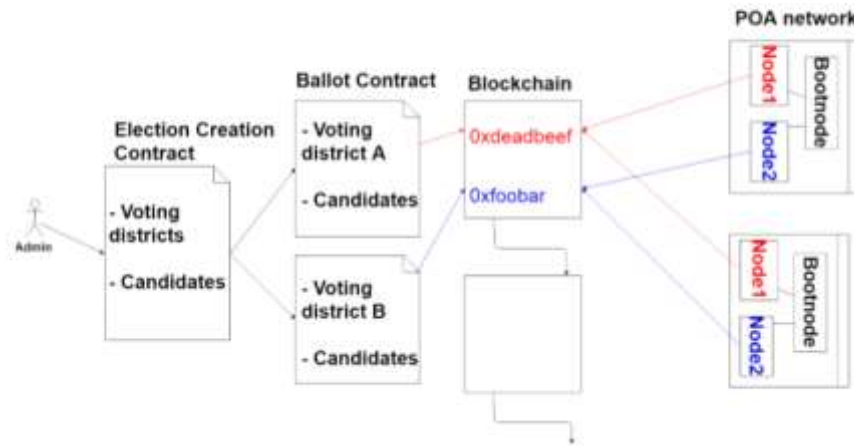 POA network
Ballot Contract
Blockchain
Election Creation
Contract
- Voting
districts
- Candidates
Admin
- Voting
district A
- Candidates
- Voting
district B
- Candidates
0xdeadbeef
0xfoobar
Node1
Node2
Bootnode
Node1
Node2
Bootnode